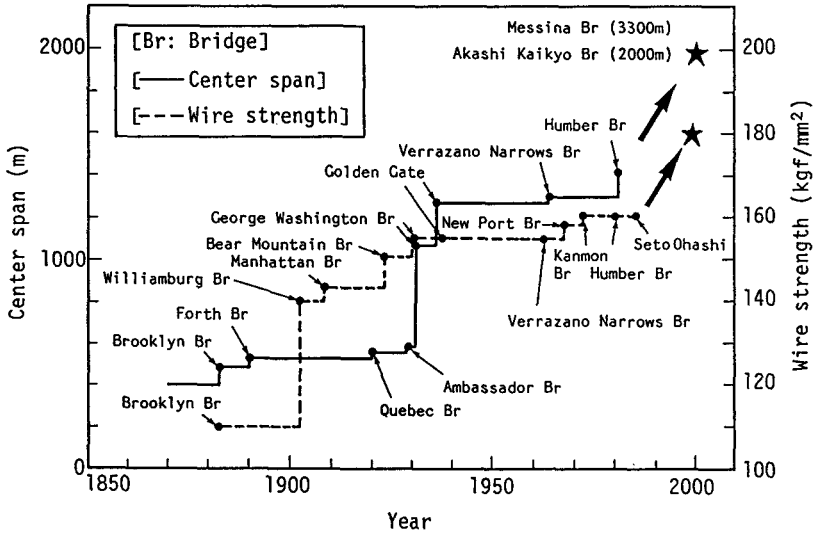 Messina Br (3300m)
Akashi Kaikyo Br (2000m)
[Br: Bridge]
[— Center span]
[---- Wire strength]
Humber Br
Verrazano Narrows Br
Golden Gate
George Washington Br
New Port Br
Bear Mountain Br
Manhattan Br
Seto Ohashi
Kanmon
Br
Humber Br
Williamburg Br
Verrazano Narrows Br
Forth Br
Brooklyn Br
Ambassador Br
Quebec Br
Brooklyn Br
Center span (m)
2000
1000
0
Wire strength (kgf/mm²)
200
180
160
140
120
100
1850
1900
1950
2000
Year